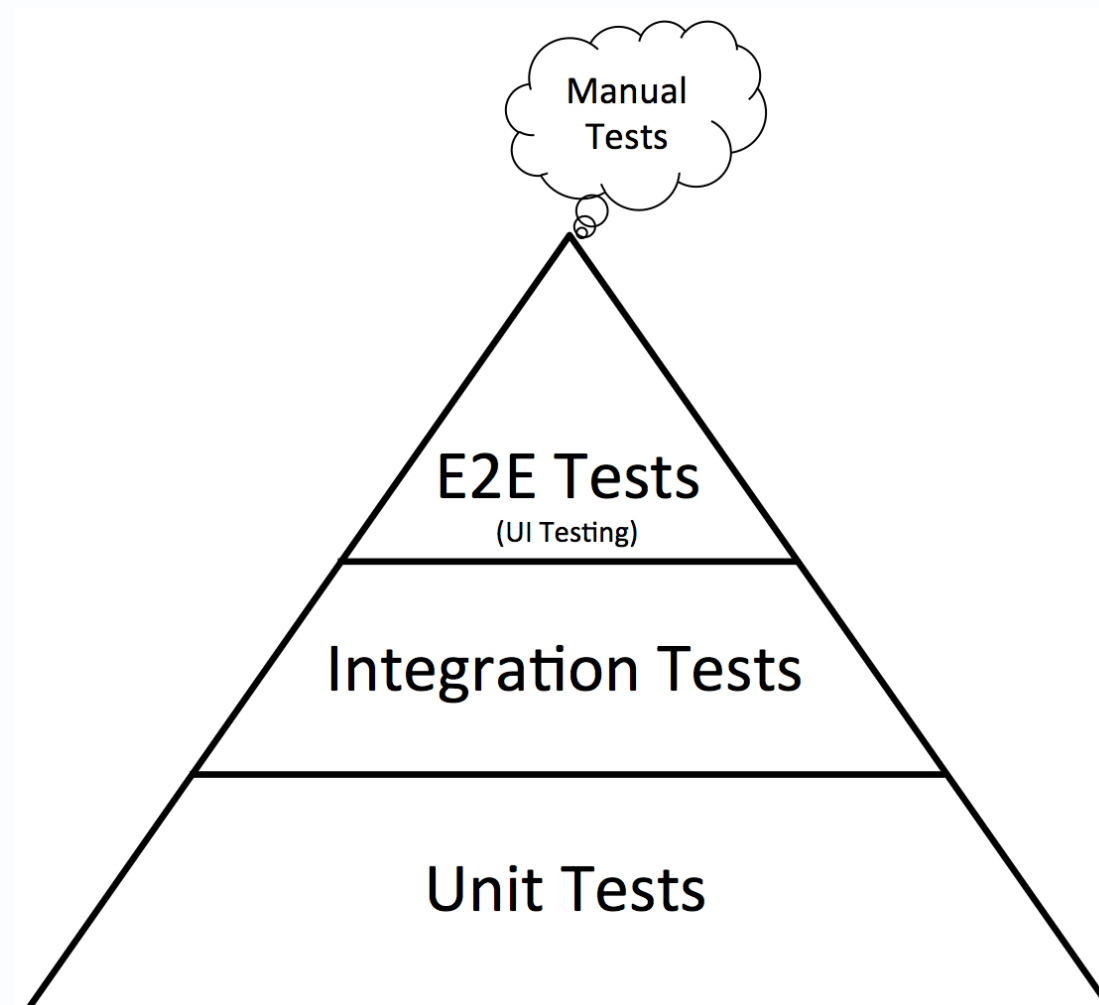 Manual
Tests
E2E Tests
(UI Testing)
Integration Tests
Unit Tests